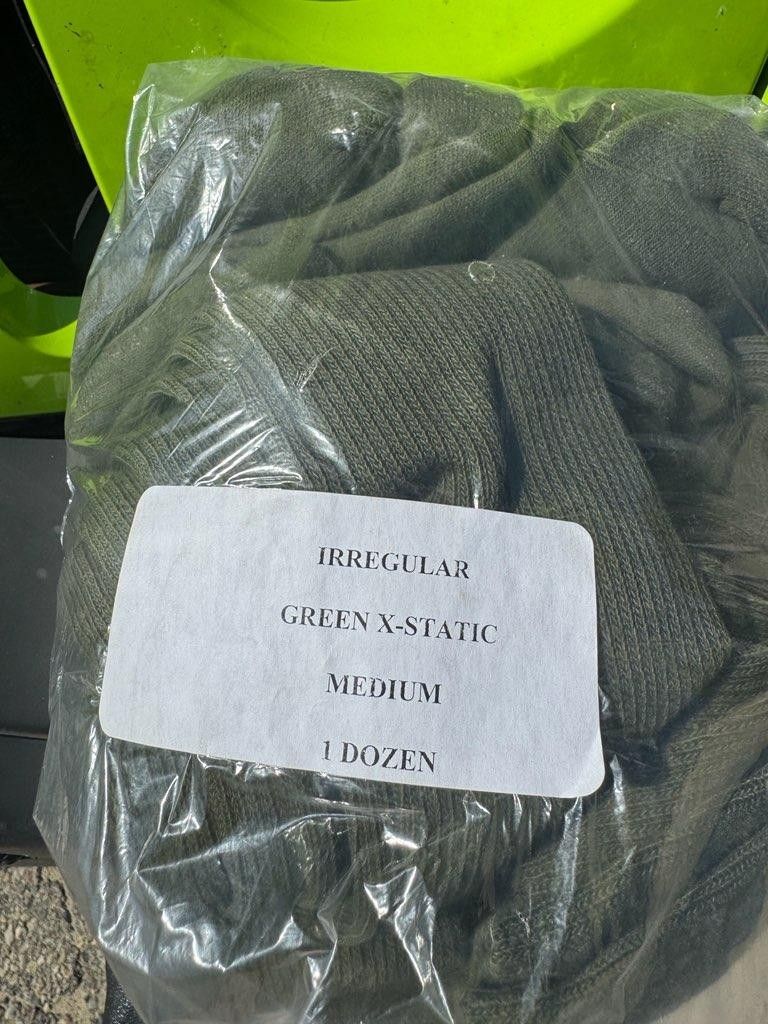 IRREGULAR
GREEN X-STATIC
MEDIUM
1 DOZEN